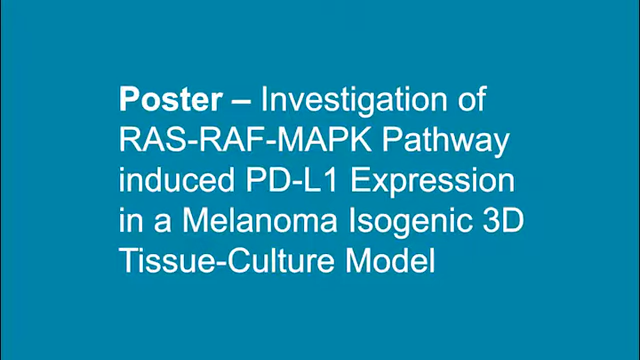 Poster – Investigation of
RAS-RAF-MAPK Pathway
induced PD-L1 Expression
in a Melanoma Isogenic 3D
Tissue-Culture Model